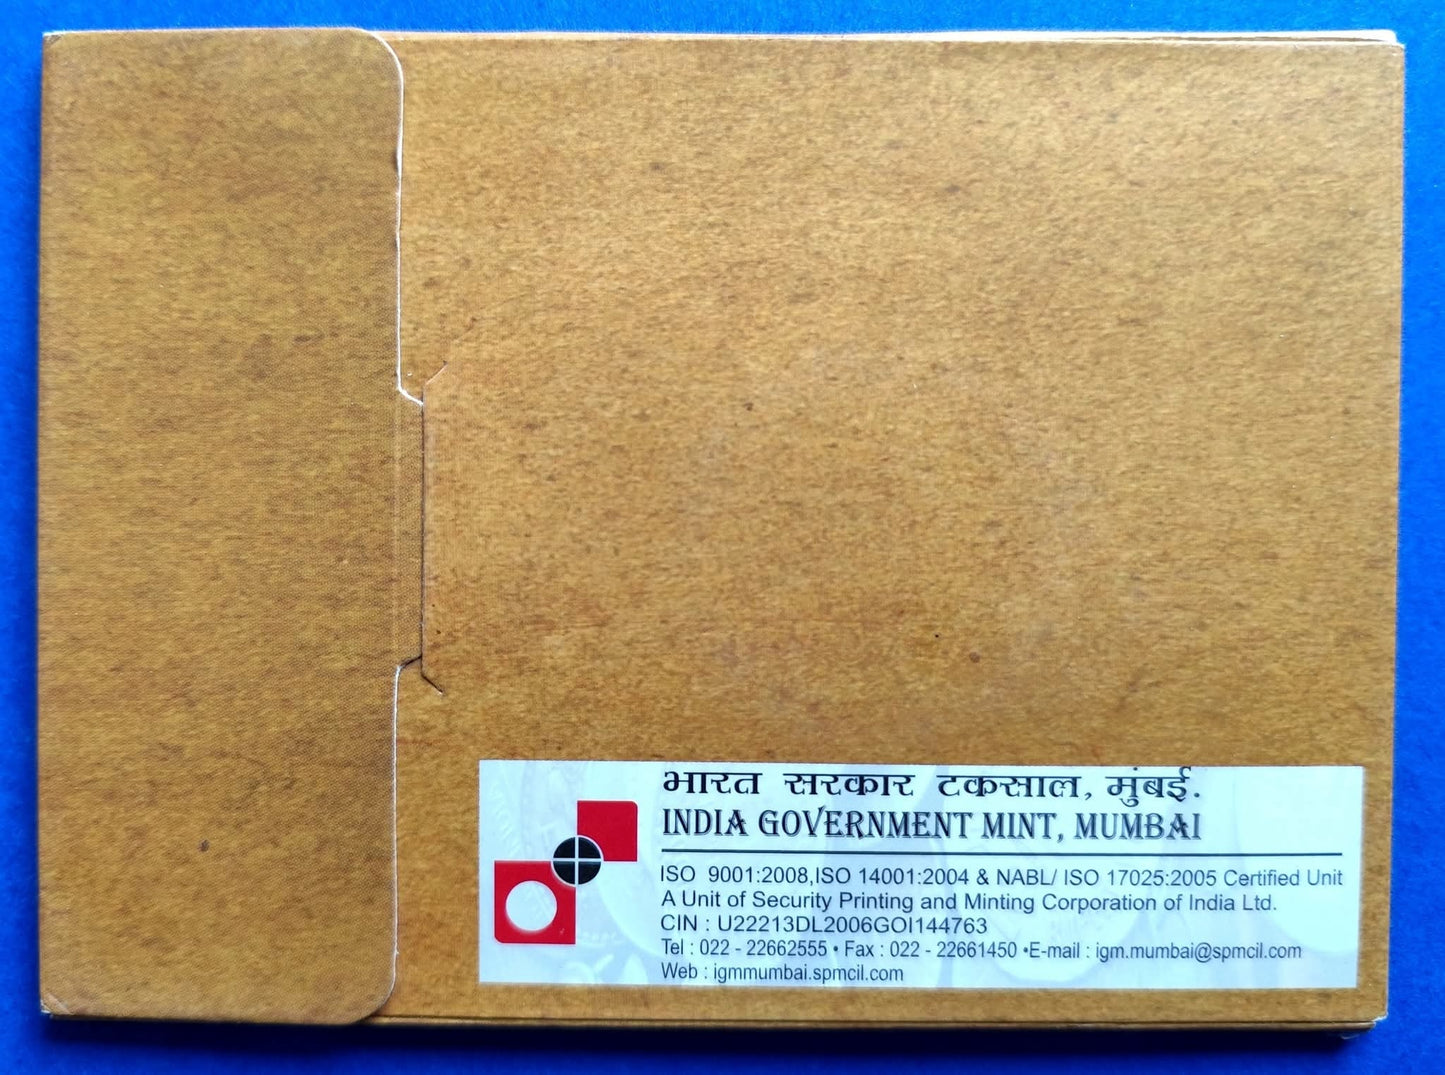 भारत सरकार टकसाल, मुंबई.
INDIA GOVERNMENT MINT, MUMBAI
ISO 9001:2008,ISO 14001:2004 & NABL/ ISO 17025:2005 Certified Unit
A Unit of Security Printing and Minting Corporation of India Ltd.
CIN : U22213DL2006GOI144763
Tel : 022 - 22662555 • Fax : 022 - 22661450 •E-mail : igm.mumbai@spmcil.com
Web : igmmumbai.spmcil.com